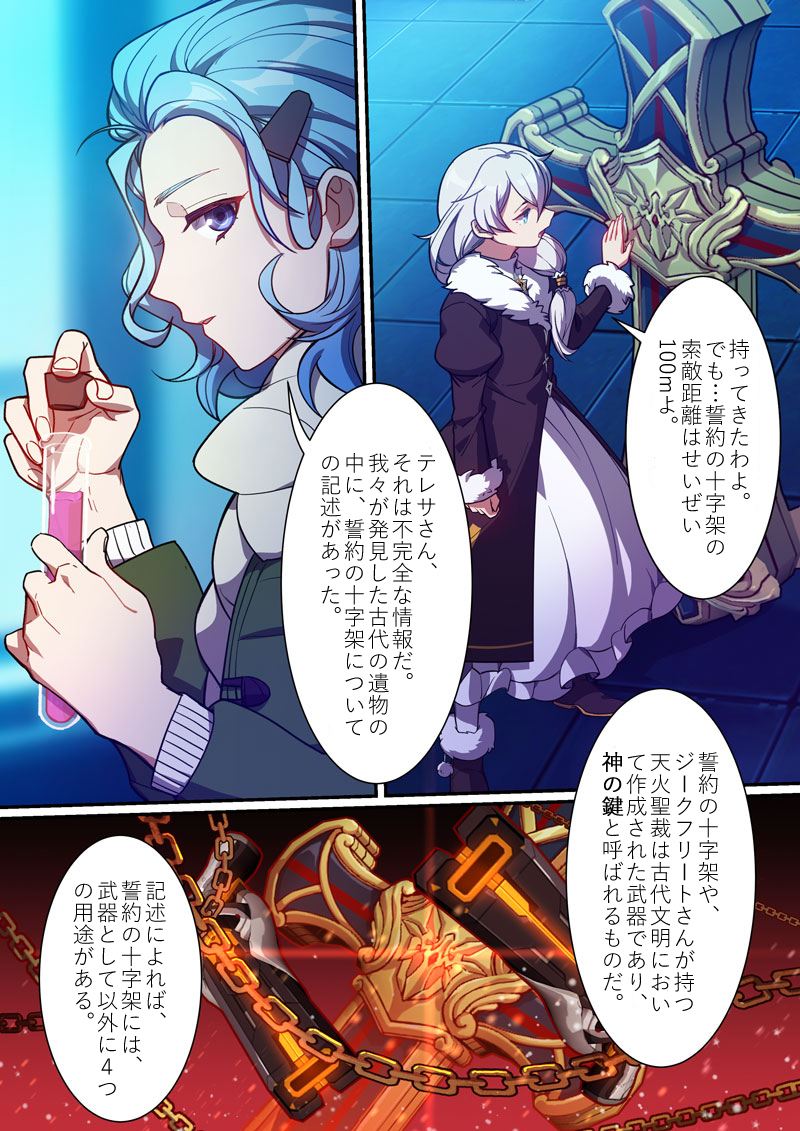 持ってきたわよ。
でも…誓約の十字架の
索敵距離はせいぜい
100mよ。
テレサさん、
それは不完全な情報だ。
我々が発見した古代の遺物の
中に、誓約の十字架について
の記述があった。
誓約の十字架や、
ジークフリートさんが持つ
天火聖裁は古代文明におい
て作成された武器であり、
神の鍵と呼ばれるものだ。
記述によれば、
誓約の十字架には、
武器として以外に４つ
の用途がある。